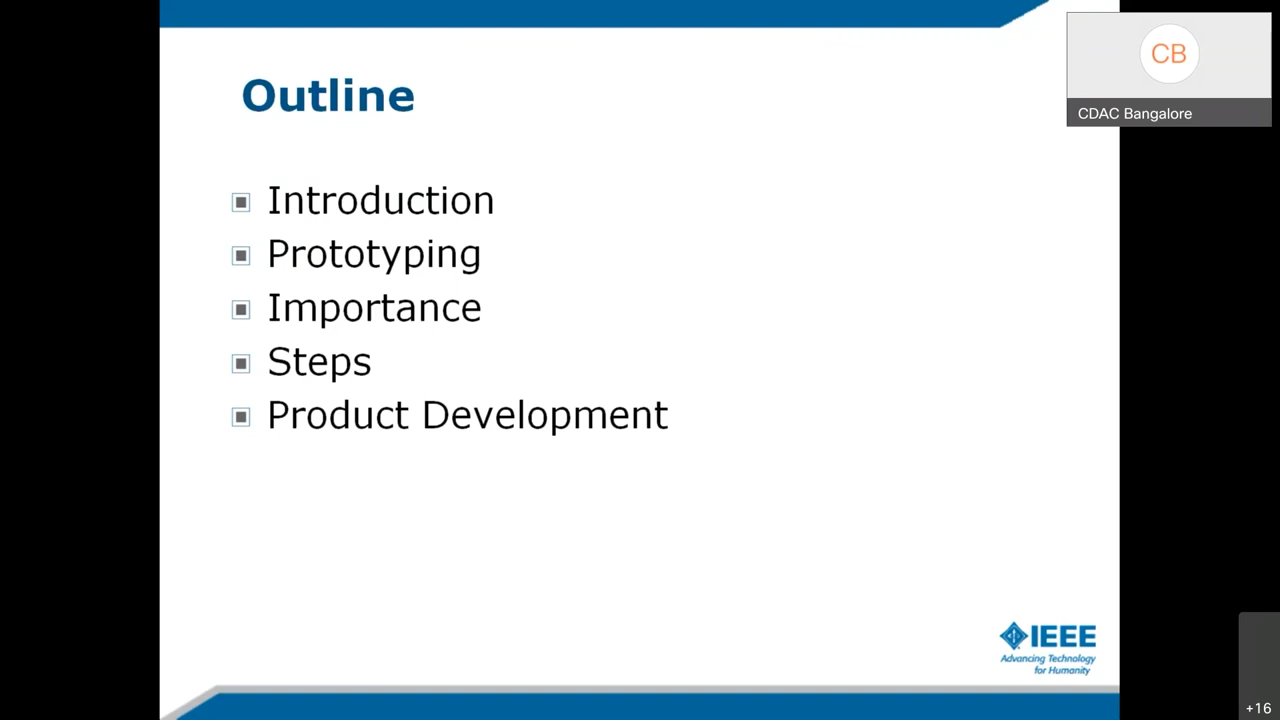 Outline
Introduction
Prototyping
Importance
Steps
Product Development
CB
CDAC Bangalore
IEEE
Advancing Technology
for Humanity
+16